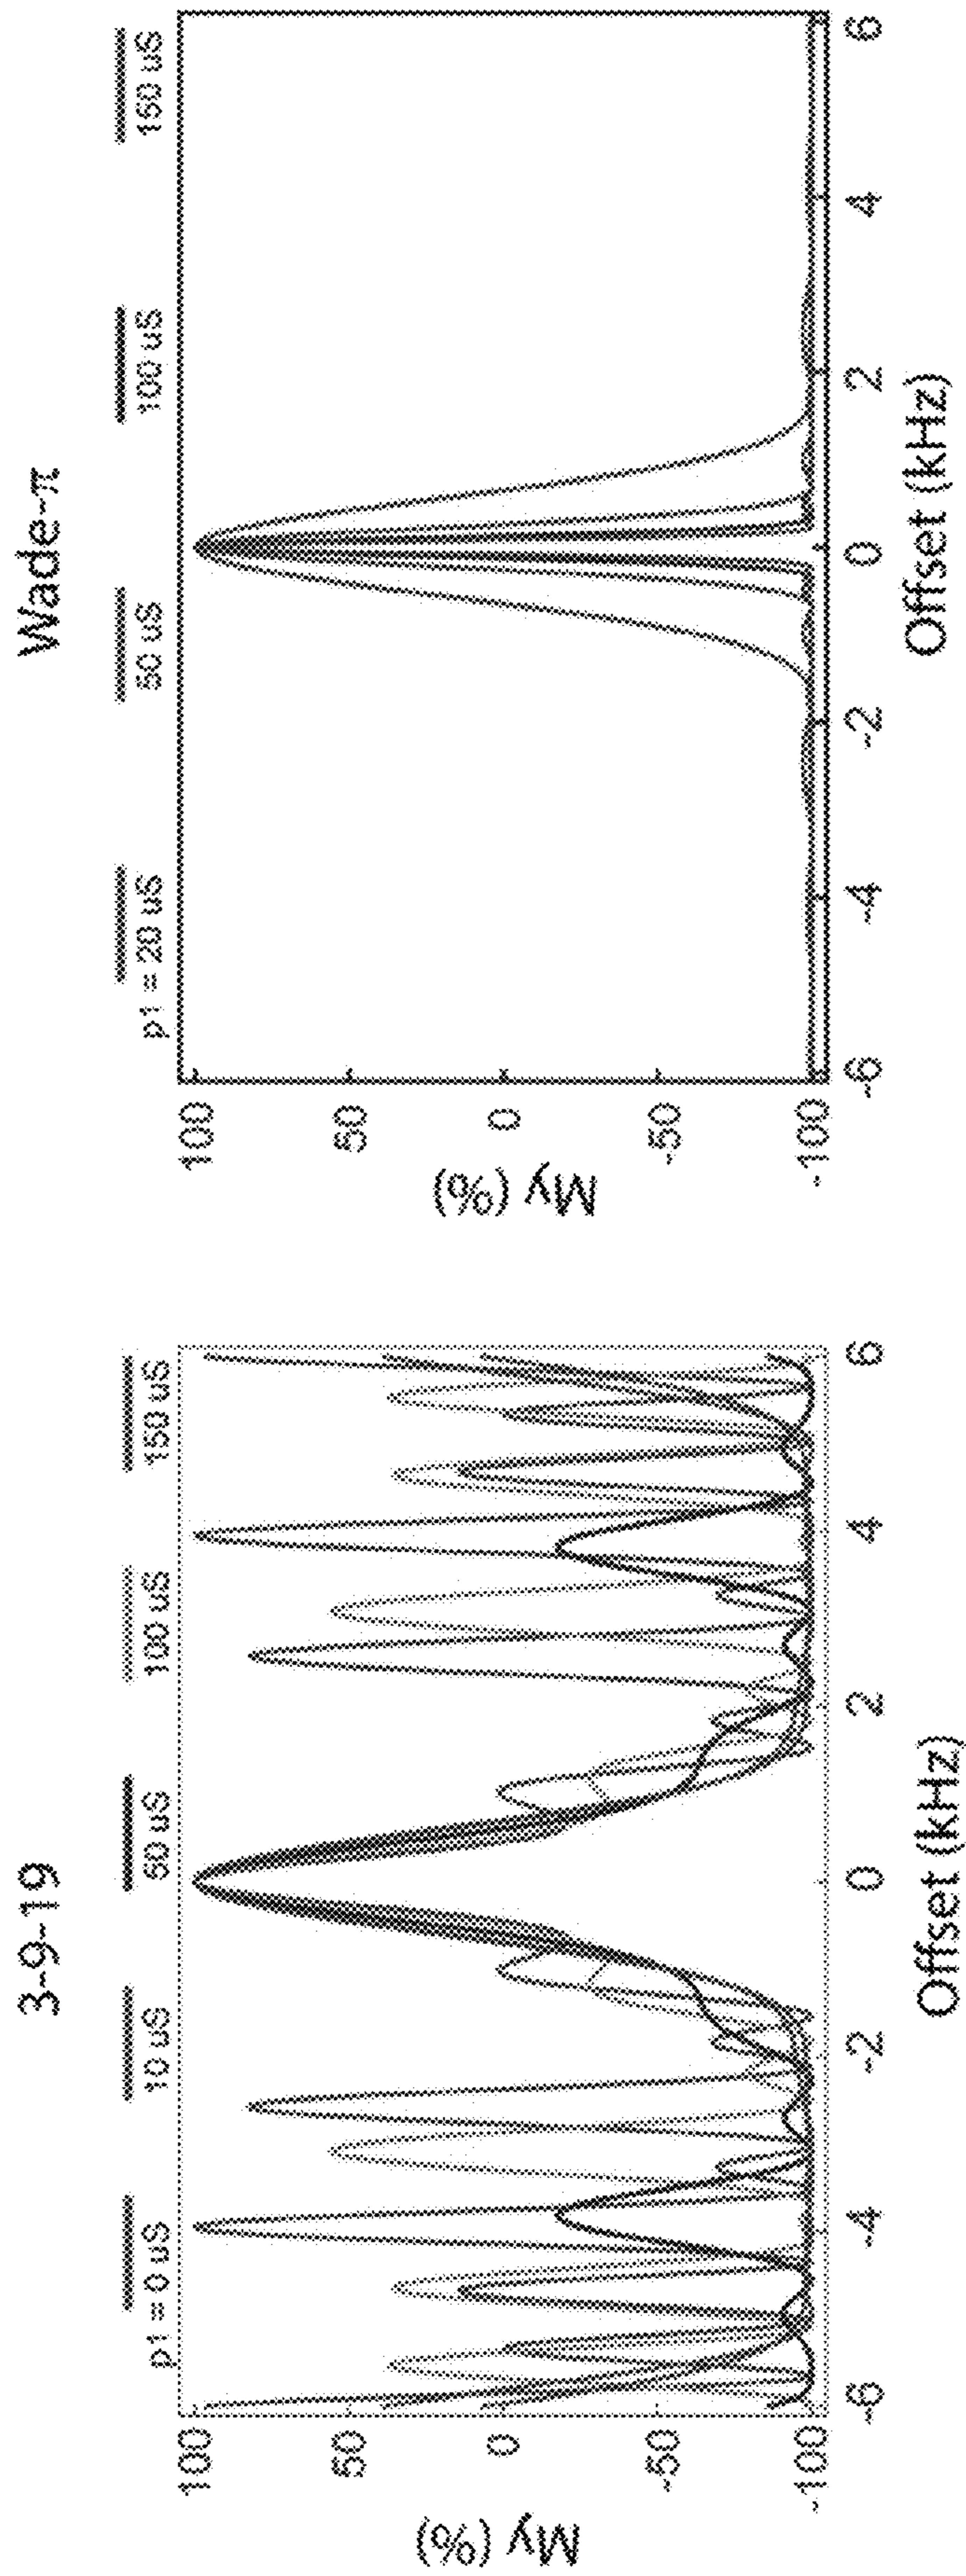 3-9-19
p1 = 0 uS 10 uS 50 uS 100 uS 150 uS
100
50
0
-50
-100
My (%)
-6 -4 -2 0 2 4 6
Offset (kHz)
Wade-π
p1 = 20 uS 50 uS 100 uS 150 uS
100
50
0
-50
-100
My (%)
-6 -4 -2 0 2 4 6
Offset (kHz)